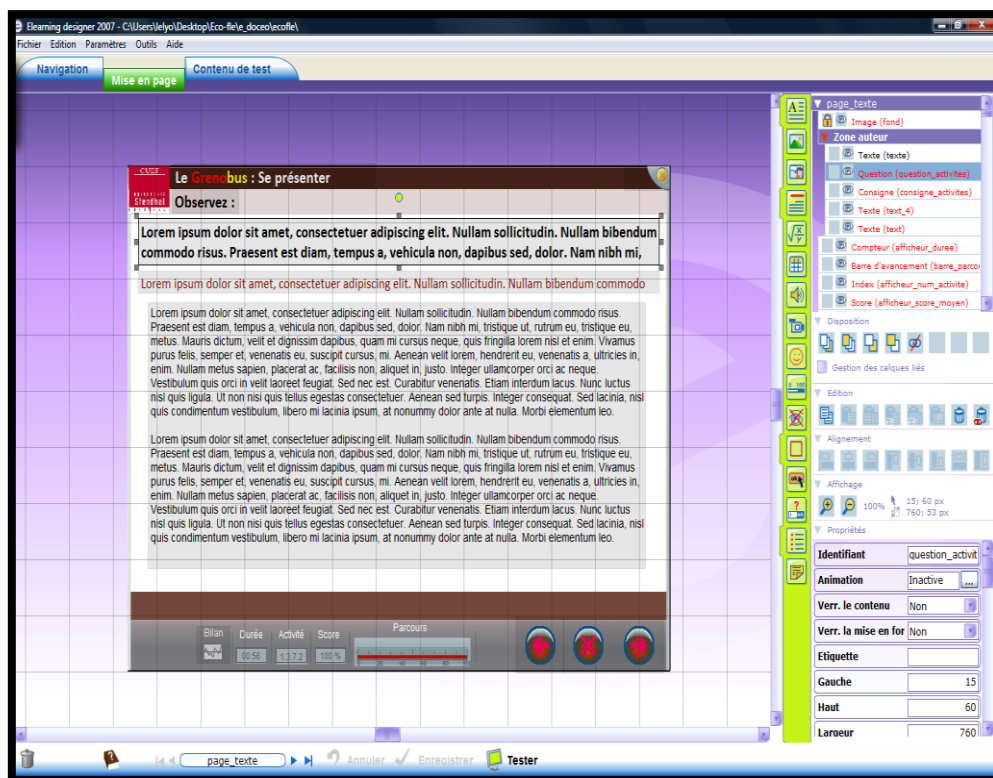 Elearning designer 2007 - C:\Users\lelyo\Desktop\Eco-fle\e_doceo\ecofle\
Fichier Edition Paramètres Outils Aide
Navigation
Mise en page
Contenu de test
CUEF
Le Grenobus : Se présenter
Stendhal
Observez :
Lorem ipsum dolor sit amet, consectetuer adipiscing elit. Nullam sollicitudin. Nullam bibendum
commodo risus. Praesent est diam, tempus a, vehicula non, dapibus sed, dolor. Nam nibh mi,
Lorem ipsum dolor sit amet, consectetuer adipiscing elit. Nullam sollicitudin. Nullam bibendum commodo
Lorem ipsum dolor sit amet, consectetuer adipiscing elit. Nullam sollicitudin. Nullam bibendum commodo risus.
Praesent est diam, tempus a, vehicula non, dapibus sed, dolor. Nam nibh mi, tristique ut, rutrum eu, tristique eu,
metus. Mauris dictum, velit et dignissim dapibus, quam mi cursus neque, quis fringilla lorem nisl et enim. Vivamus
purus felis, semper et, venenatis eu, suscipit cursus, mi. Aenean velit lorem, hendrerit eu, venenatis a, ultricies in,
enim. Nullam metus sapien, placerat ac, facilisis non, aliquet in, justo. Integer ullamcorper orci ac neque.
Vestibulum quis orci in velit laoreet feugiat. Sed nec est. Curabitur venenatis. Etiam interdum lacus. Nunc luctus
nisl quis ligula. Ut non nisi quis tellus egestas consectetuer. Aenean sed turpis. Integer consequat. Sed lacinia, nisl
quis condimentum vestibulum, libero mi lacinia ipsum, at nonummy dolor ante at nulla. Morbi elementum leo.
Lorem ipsum dolor sit amet, consectetuer adipiscing elit. Nullam sollicitudin. Nullam bibendum commodo risus.
Praesent est diam, tempus a, vehicula non, dapibus sed, dolor. Nam nibh mi, tristique ut, rutrum eu, tristique eu,
metus. Mauris dictum, velit et dignissim dapibus, quam mi cursus neque, quis fringilla lorem nisl et enim. Vivamus
purus felis, semper et, venenatis eu, suscipit cursus, mi. Aenean velit lorem, hendrerit eu, venenatis a, ultricies in,
enim. Nullam metus sapien, placerat ac, facilisis non, aliquet in, justo. Integer ullamcorper orci ac neque.
Vestibulum quis orci in velit laoreet feugiat. Sed nec est. Curabitur venenatis. Etiam interdum lacus. Nunc luctus
nisl quis ligula. Ut non nisi quis tellus egestas consectetuer. Aenean sed turpis. Integer consequat. Sed lacinia, nisl
quis condimentum vestibulum, libero mi lacinia ipsum, at nonummy dolor ante at nulla. Morbi elementum leo.
Bilan Durée Activité Score Parcours
00:56 1.3.7.2 100 %
0 20 40 60 80 100
page_texte
Image (fond)
Zone auteur
Texte (texte)
Question (question_activites)
Consigne (consigne_activites)
Texte (text_4)
Texte (text)
Compteur (afficheur_duree)
Barre d'avancement (barre_parco
Index (afficheur_num_activite)
Score (afficheur_score_moyen)
Disposition
Gestion des calques liés
Edition
Alignement
Affichage
100% 15; 60 px
760; 53 px
Propriétés
Identifiant question_activit
Animation Inactive ...
Verr. le contenu Non
Verr. la mise en for Non
Etiquette
Gauche 15
Haut 60
Largeur 760
page_texte Annuler Enregistrer Tester